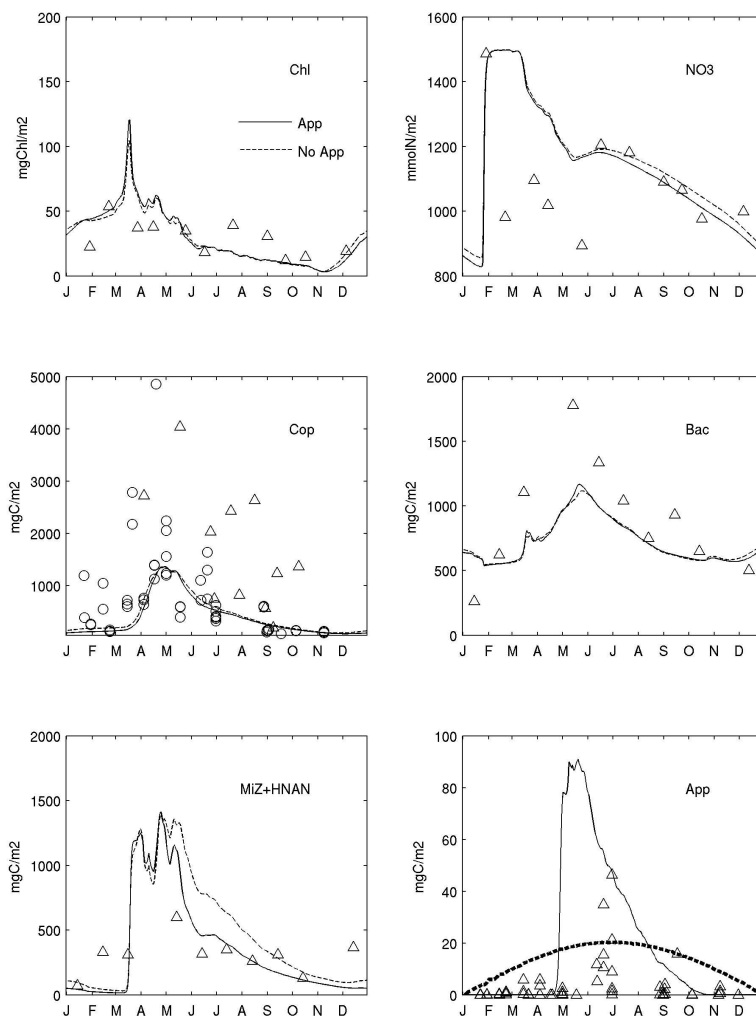 200
150
100
50
0
mgChl/m2
Chl
App
No App
J F M A M J J A S O N D
1600
1400
1200
1000
800
mmolN/m2
NO3
J F M A M J J A S O N D
5000
4000
3000
2000
1000
mgC/m2
Cop
J F M A M J J A S O N D
2000
1500
1000
500
0
mgC/m2
Bac
J F M A M J J A S O N D
2000
1500
1000
500
0
mgC/m2
MiZ+HNAN
J F M A M J J A S O N D
100
80
60
40
20
0
mgC/m2
App
J F M A M J J A S O N D